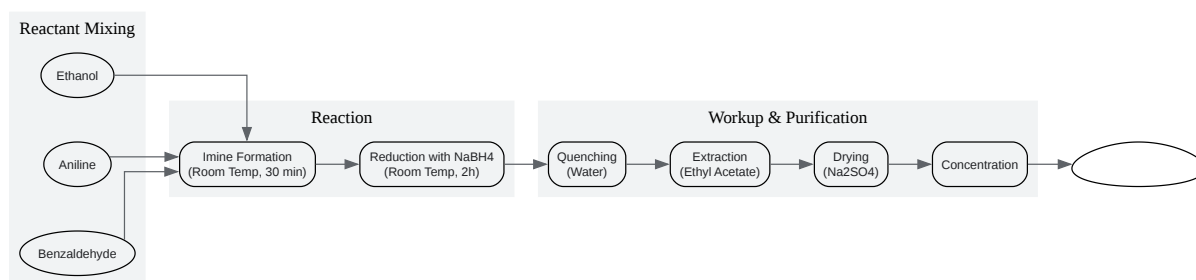 Reactant Mixing
Ethanol
Aniline
Benzaldehyde
Reaction
Imine Formation
(Room Temp, 30 min)
Reduction with NaBH4
(Room Temp, 2h)
Workup & Purification
Quenching
(Water)
Extraction
(Ethyl Acetate)
Drying
(Na2SO4)
Concentration